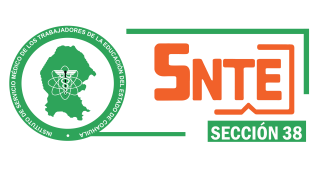 INSTITUTO DE SERVICIO MÉDICO DE LOS TRABAJADORES DE LA EDUCACIÓN DEL ESTADO DE COAHUILA
SNTE
SECCIÓN 38